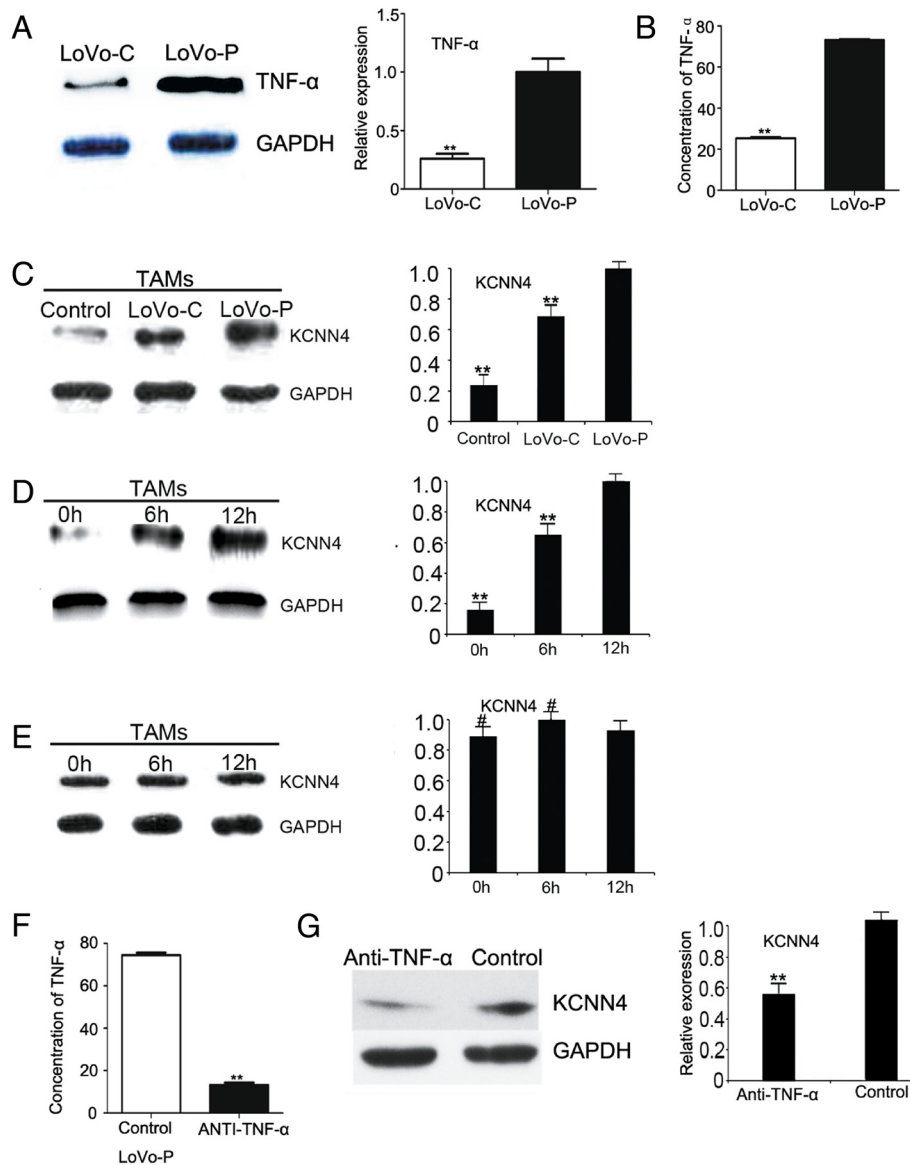 A
LoVo-C LoVo-P
TNF-α
GAPDH
Relative expression
1.5
1.0
0.5
0
TNF-α
**
LoVo-C LoVo-P
B
Concentration of TNF-α
80
60
40
20
0
**
LoVo-C LoVo-P
C
TAMs
Control LoVo-C LoVo-P
KCNN4
GAPDH
1.0
0.8
0.6
0.4
0.2
0
KCNN4
**
**
Control LoVo-C LoVo-P
D
TAMs
0h 6h 12h
KCNN4
GAPDH
1.0
0.8
0.6
0.4
0.2
0
KCNN4
**
**
0h 6h 12h
E
TAMs
0h 6h 12h
KCNN4
GAPDH
1.0
0.8
0.6
0.4
0.2
0
KCNN4
# #
0h 6h 12h
F
Concentration of TNF-α
80
60
40
20
0
**
Control ANTI-TNF-α
LoVo-P
G
Anti-TNF-α Control
KCNN4
GAPDH
Relative exoression
1.0
0.8
0.6
0.4
0.2
0
KCNN4
**
Anti-TNF-α Control